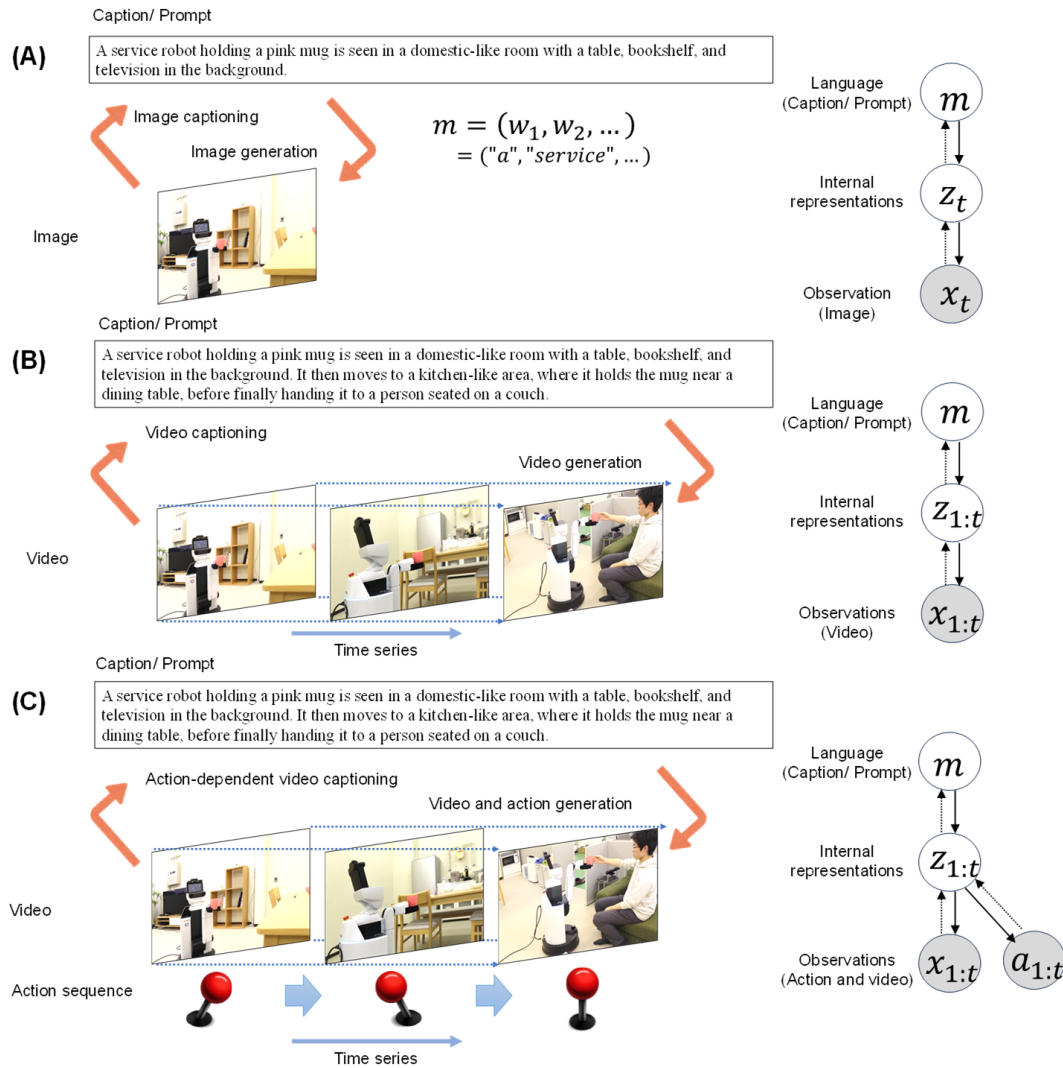 Caption/ Prompt
(A)
A service robot holding a pink mug is seen in a domestic-like room with a table, bookshelf, and
television in the background.
Image captioning
Image generation
m = (w₁, w₂, ...)
= ("a", "service", ...)
Image
Language
(Caption/ Prompt)
m
Internal
representations
zₜ
Observation
(Image)
xₜ
Caption/ Prompt
(B)
A service robot holding a pink mug is seen in a domestic-like room with a table, bookshelf, and
television in the background. It then moves to a kitchen-like area, where it holds the mug near a
dining table, before finally handing it to a person seated on a couch.
Video captioning
Video generation
Video
Time series
Language
(Caption/ Prompt)
m
Internal
representations
z₁:ₜ
Observations
(Video)
x₁:ₜ
Caption/ Prompt
(C)
A service robot holding a pink mug is seen in a domestic-like room with a table, bookshelf, and
television in the background. It then moves to a kitchen-like area, where it holds the mug near a
dining table, before finally handing it to a person seated on a couch.
Action-dependent video captioning
Video and action generation
Video
Action sequence
Time series
Language
(Caption/ Prompt)
m
Internal
representations
z₁:ₜ
Observations
(Action and video)
x₁:ₜ
a₁:ₜ